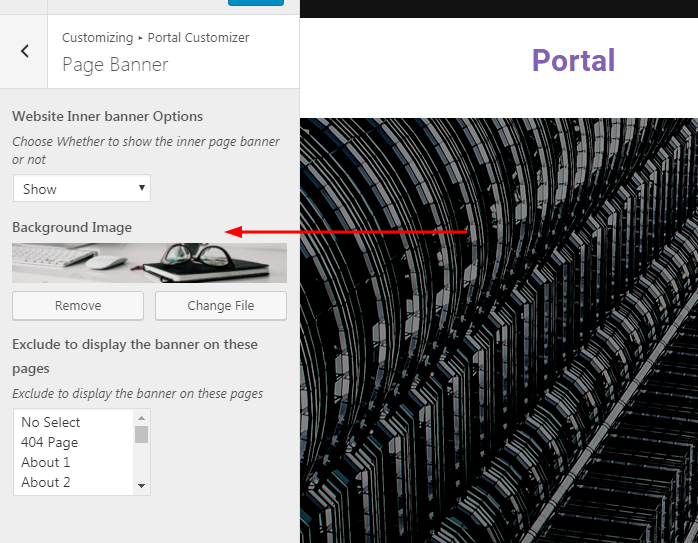 Customizing ▸ Portal Customizer
Page Banner
Portal
Website Inner banner Options
Choose Whether to show the inner page banner
or not
Show
Background Image
Remove
Change File
Exclude to display the banner on these
pages
Exclude to display the banner on these pages
No Select
404 Page
About 1
About 2